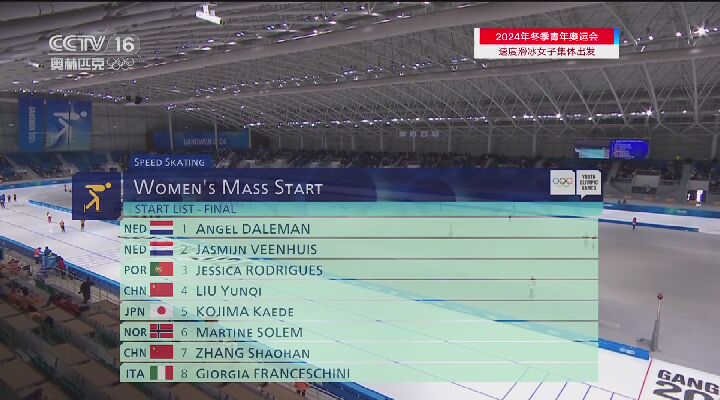 CCTV 16
奥林匹克
2024年冬季青年奥运会
速度滑冰女子集体出发
GANGWON 2024
SPEED SKATING
WOMEN'S MASS START
YOUTH
OLYMPIC
GAMES
START LIST - FINAL
NED 1 ANGEL DALEMAN
NED 2 JASMIJN VEENHUIS
POR 3 JESSICA RODRIGUES
CHN 4 LIU YUNQI
JPN 5 KOJIMA KAEDE
NOR 6 MARTINE SOLEM
CHN 7 ZHANG SHAOHAN
ITA 8 GIORGIA FRANCESCHINI
GANG
20